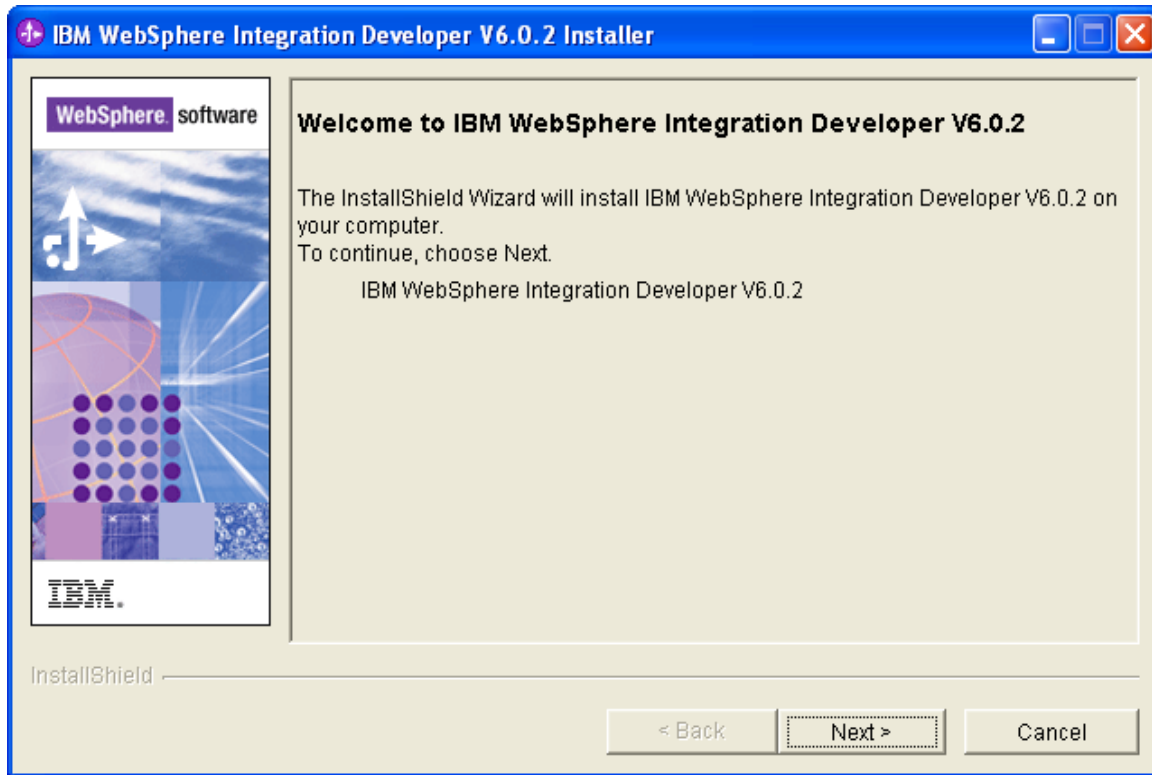 IBM WebSphere Integration Developer V6.0.2 Installer
WebSphere. software
Welcome to IBM WebSphere Integration Developer V6.0.2
The InstallShield Wizard will install IBM WebSphere Integration Developer V6.0.2 on
your computer.
To continue, choose Next.
IBM WebSphere Integration Developer V6.0.2
IBM.
InstallShield
< Back
Next >
Cancel